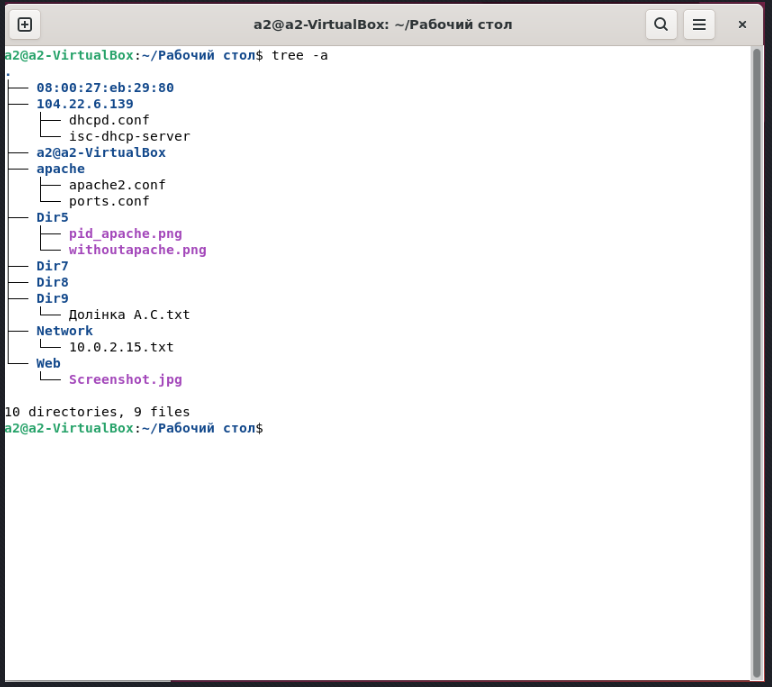 a2@a2-VirtualBox: ~/Рабочий стол
a2@a2-VirtualBox:~/Рабочий стол$ tree -a
.
├── 08:00:27:eb:29:80
├── 104.22.6.139
│   ├── dhcpd.conf
│   └── isc-dhcp-server
├── a2@a2-VirtualBox
├── apache
│   ├── apache2.conf
│   └── ports.conf
├── Dir5
│   ├── pid_apache.png
│   └── withoutapache.png
├── Dir7
├── Dir8
├── Dir9
│   └── Долінка А.С.txt
├── Network
│   └── 10.0.2.15.txt
└── Web
    └── Screenshot.jpg
10 directories, 9 files
a2@a2-VirtualBox:~/Рабочий стол$